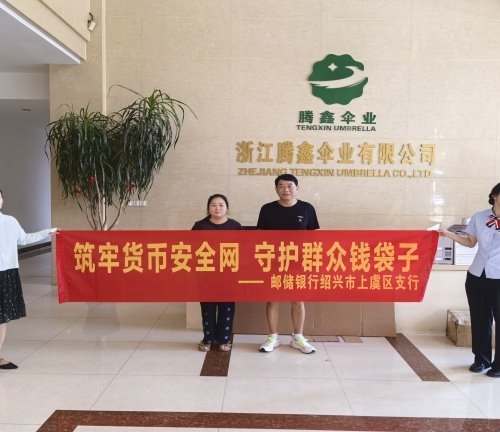 腾鑫伞业
TENGXIN UMBRELLA
浙江腾鑫伞业有限公司
ZHEJIANG TENGXIN UMBRELLA CO.,LTD
筑牢货币安全网 守护群众钱袋子
—— 邮储银行绍兴市上虞区支行